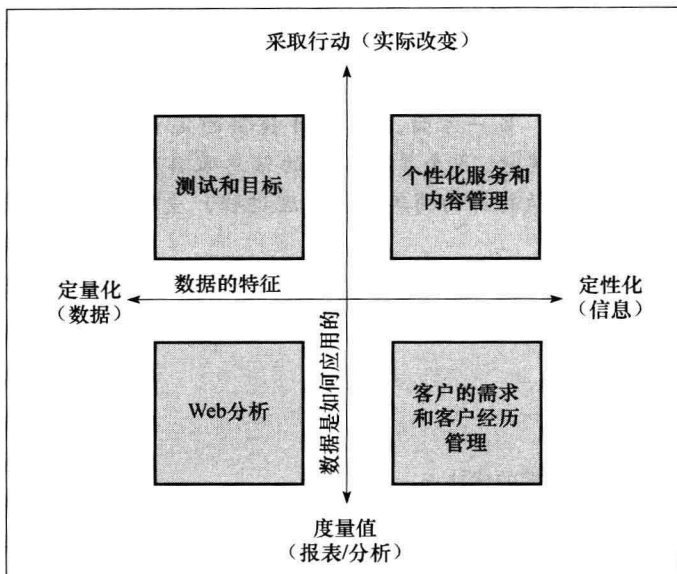 采取行动（实际改变）
测试和目标
个性化服务和
内容管理
定量化
（数据）
数据的特征
定性化
（信息）
数据是如何应用的
Web分析
客户的需求
和客户经历
管理
度量值
（报表/分析）